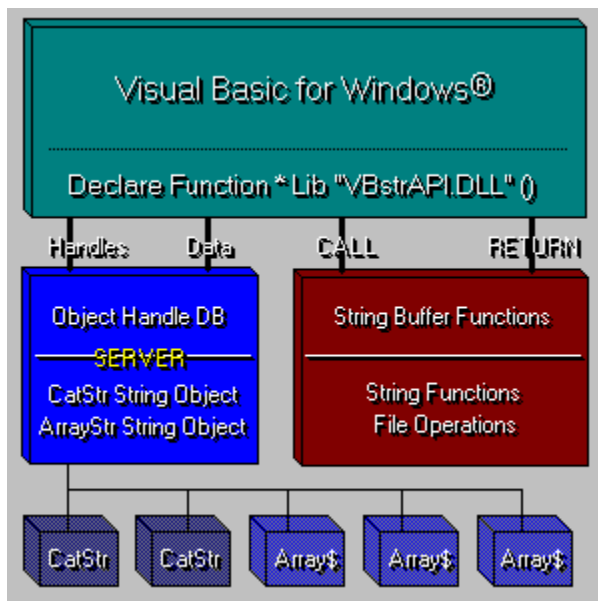 Visual Basic for Windows®
Declare Function * Lib "VBstrAPI.DLL" ()
Handles Data CALL RETURN
Object Handle DB
SERVER
CatStr String Object
ArrayStr String Object
String Buffer Functions
String Functions
File Operations
CatStr CatStr Array$ Array$ Array$